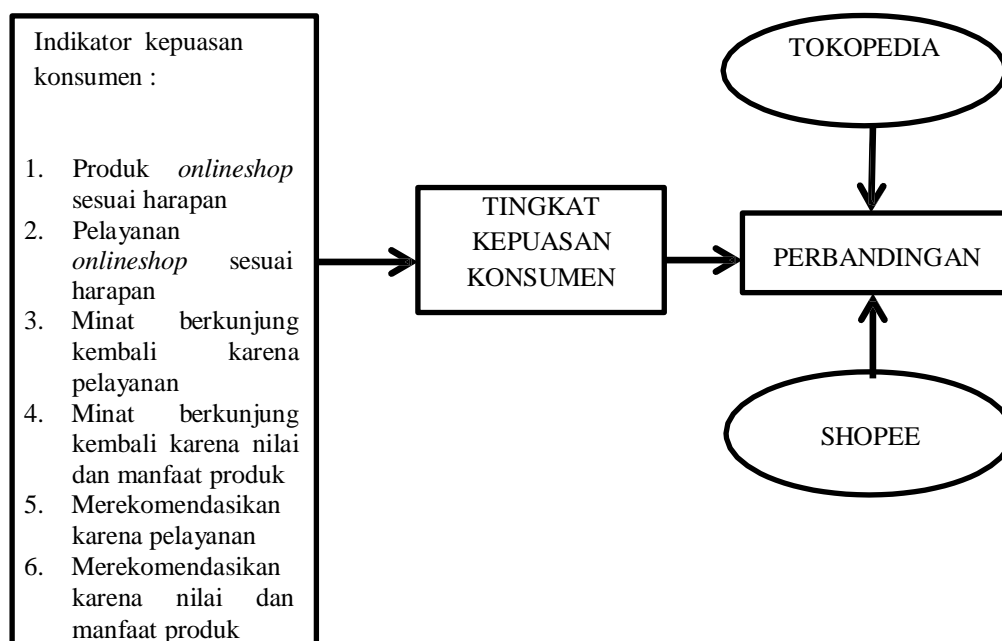 Indikator kepuasan
konsumen :
1. Produk onlineshop
sesuai harapan
2. Pelayanan
onlineshop sesuai
harapan
3. Minat berkunjung
kembali karena
pelayanan
4. Minat berkunjung
kembali karena nilai
dan manfaat produk
5. Merekomendasikan
karena pelayanan
6. Merekomendasikan
karena nilai dan
manfaat produk
TINGKAT
KEPUASAN
KONSUMEN
TOKOPEDIA
PERBANDINGAN
SHOPEE